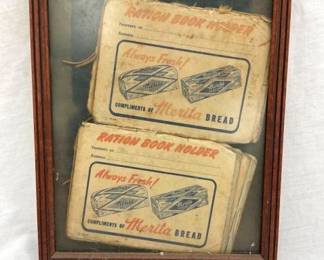 RATION BOOK HOLDER
Always Fresh!
COMPLIMENTS OF Merita BREAD
RATION BOOK HOLDER
Always Fresh!
COMPLIMENTS OF Merita BREAD